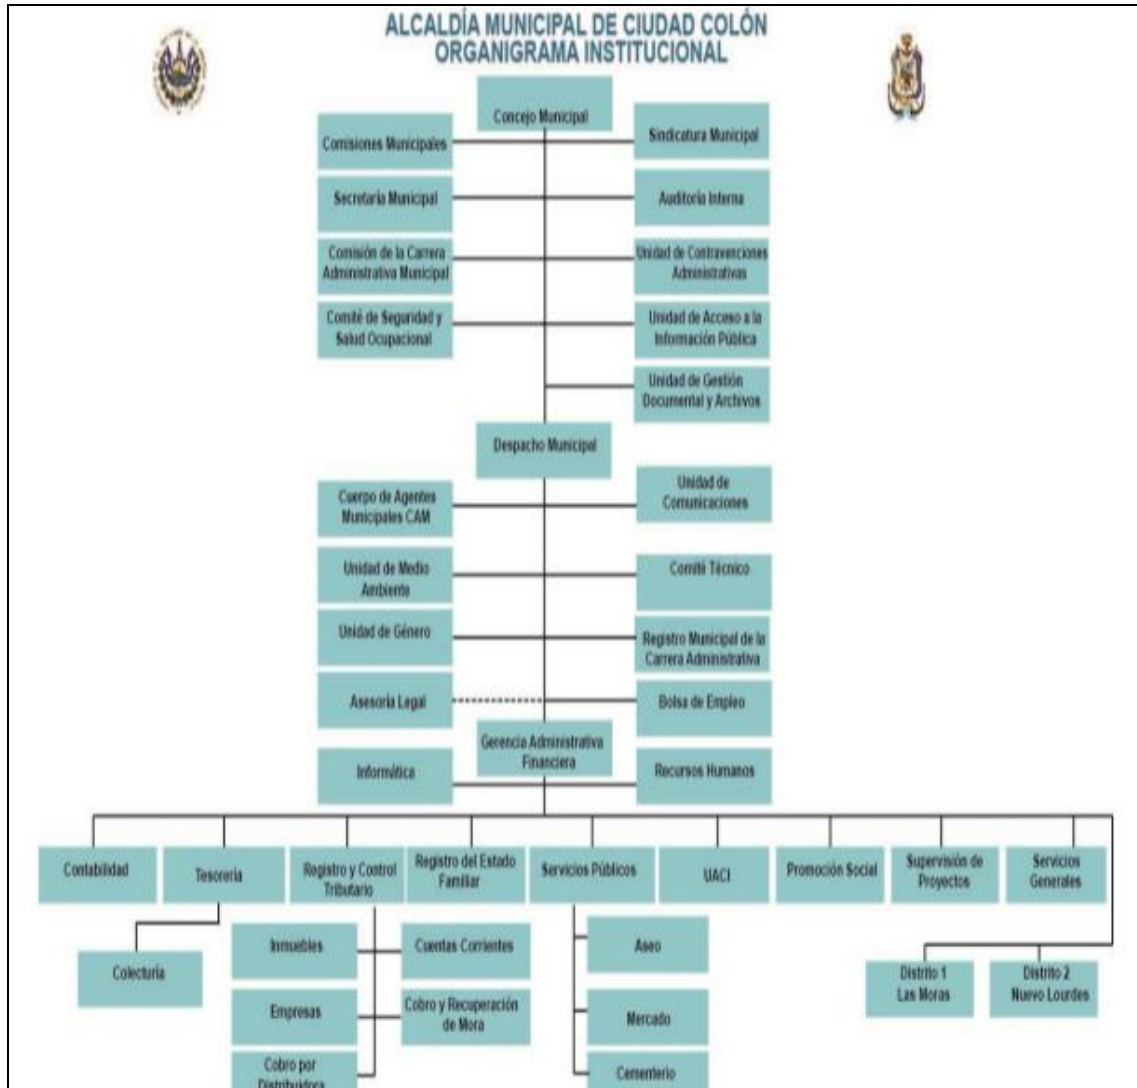 ALCALDÍA MUNICIPAL DE CIUDAD COLÓN
ORGANIGRAMA INSTITUCIONAL
Concejo Municipal
Comisiones Municipales
Sindicatura Municipal
Secretaría Municipal
Auditoría Interna
Comisión de la Carrera
Administrativa Municipal
Unidad de Contravenciones
Administrativas
Comité de Seguridad y
Salud Ocupacional
Unidad de Acceso a la
Información Pública
Unidad de Gestión
Documental y Archivos
Despacho Municipal
Cuerpo de Agentes
Municipales CAM
Unidad de
Comunicaciones
Unidad de Medio
Ambiente
Comité Técnico
Unidad de Género
Registro Municipal de la
Carrera Administrativa
Asesoría Legal
Bolsa de Empleo
Gerencia Administrativa
Financiera
Informática
Recursos Humanos
Contabilidad
Tesorería
Registro y Control
Tributario
Registro del Estado
Familiar
Servicios Públicos
UACI
Promoción Social
Supervisión de
Proyectos
Servicios
Generales
Colecturía
Inmuebles
Cuentas Corrientes
Aseo
Distrito 1
Las Moras
Distrito 2
Nuevo Lourdes
Empresas
Cobro y Recuperación
de Mora
Mercado
Cobro por
Distribuidora
Cementerio